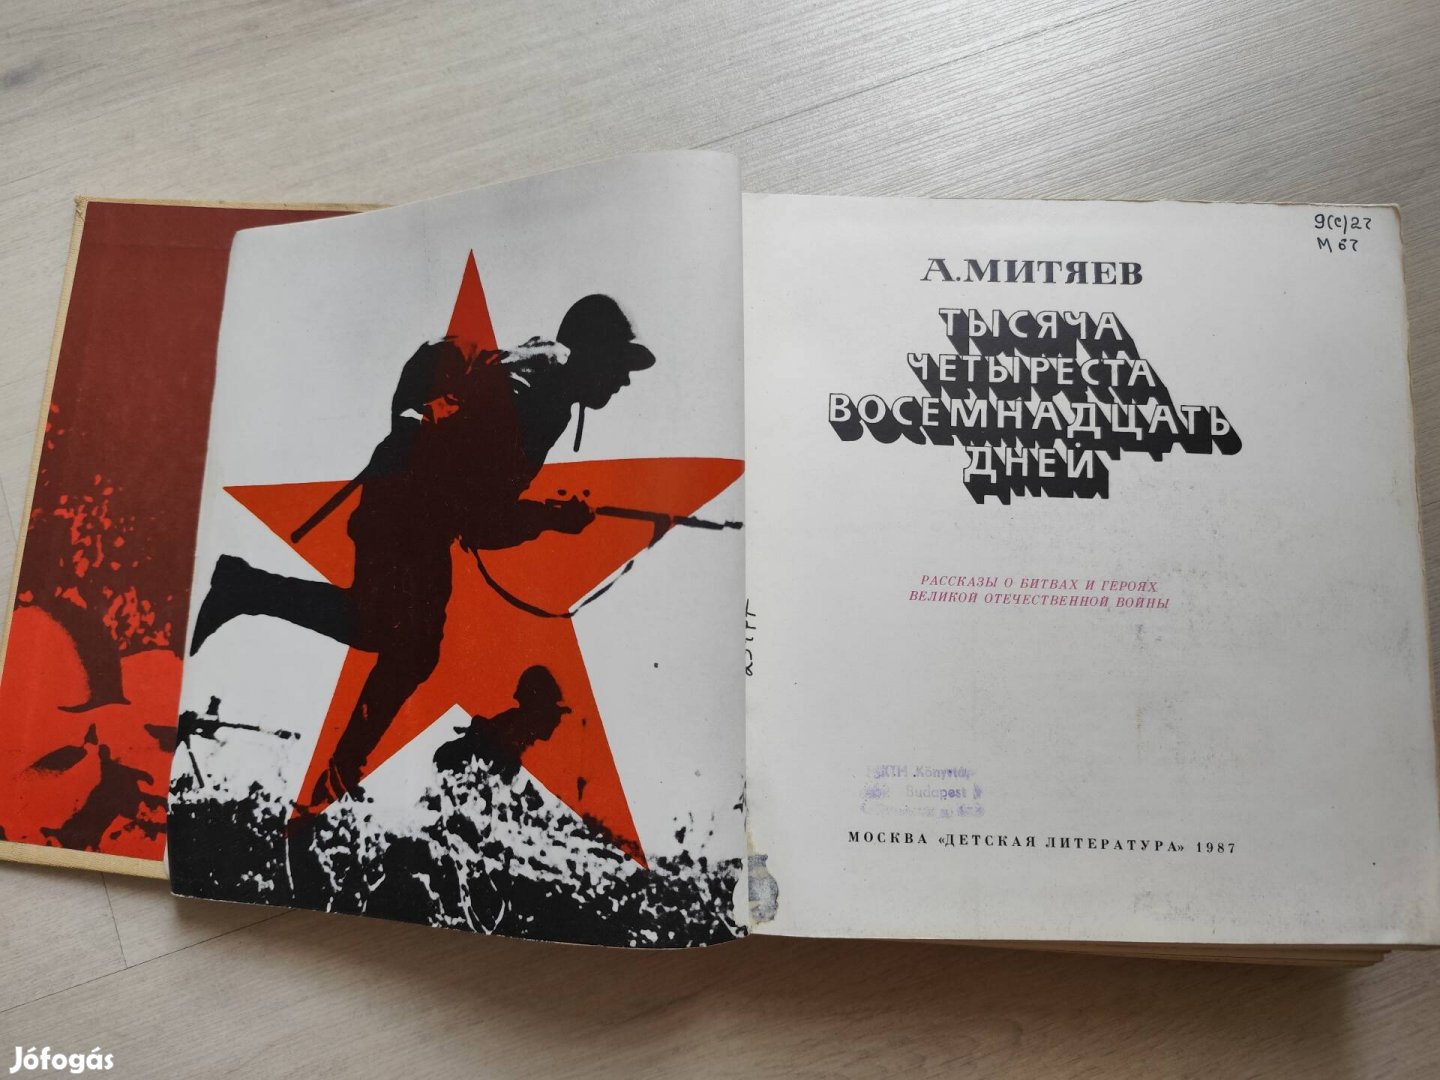 9(с)27
М 67
А.МИТЯЕВ
ТЫСЯЧА
ЧЕТЫРЕСТА
ВОСЕМНАДЦАТЬ
ДНЕЙ
РАССКАЗЫ О БИТВАХ И ГЕРОЯХ
ВЕЛИКОЙ ОТЕЧЕСТВЕННОЙ ВОЙНЫ
Budapest
МОСКВА «ДЕТСКАЯ ЛИТЕРАТУРА» 1987
Jófogás